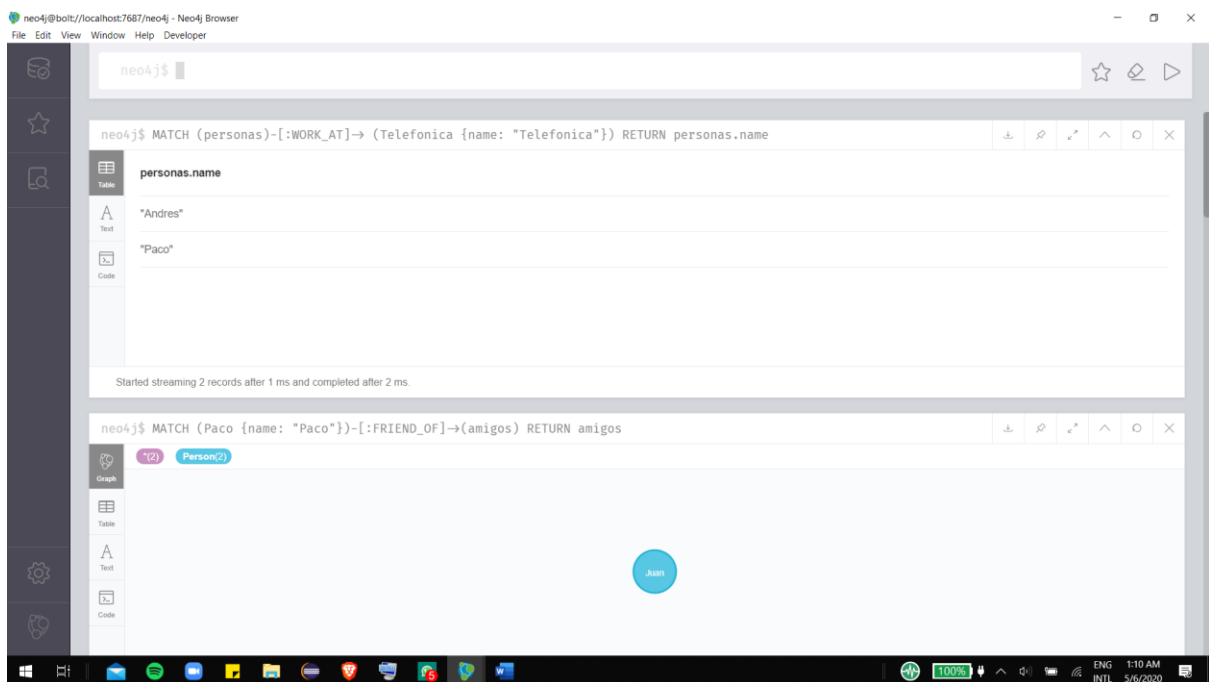 neo4j@bolt://localhost:7687/neo4j - Neo4j Browser
File Edit View Window Help Developer
neo4j$
neo4j$ MATCH (personas)-[:WORK_AT]→ (Telefonica {name: "Telefonica"}) RETURN personas.name
Table
personas.name
A
Text
"Andres"
"Paco"
Code
Started streaming 2 records after 1 ms and completed after 2 ms.
neo4j$ MATCH (Paco {name: "Paco"})-[:FRIEND_OF]→(amigos) RETURN amigos
*(2) Person(2)
Graph
Table
A
Text
Juan
Code
5
W
100%
ENG 1:10 AM
INTL 5/6/2020